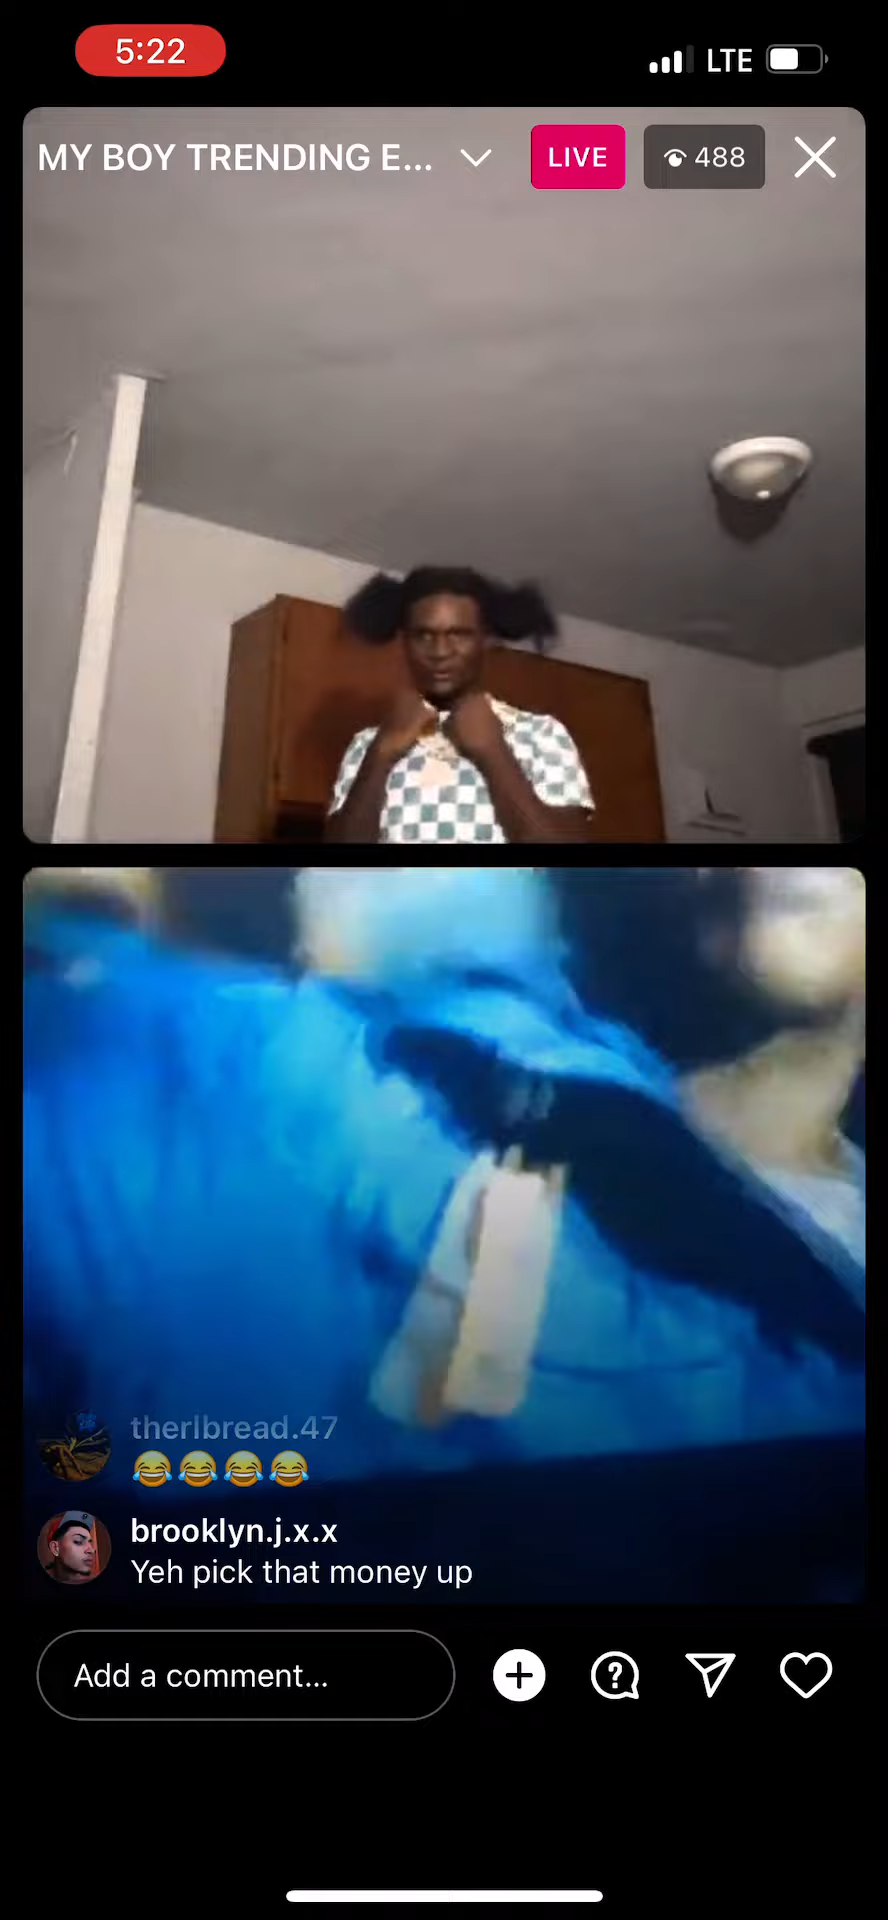 5:22
LTE
MY BOY TRENDING E...
LIVE
488
therlbread.47
😂😂😂😂
brooklyn.j.x.x
Yeh pick that money up
Add a comment...